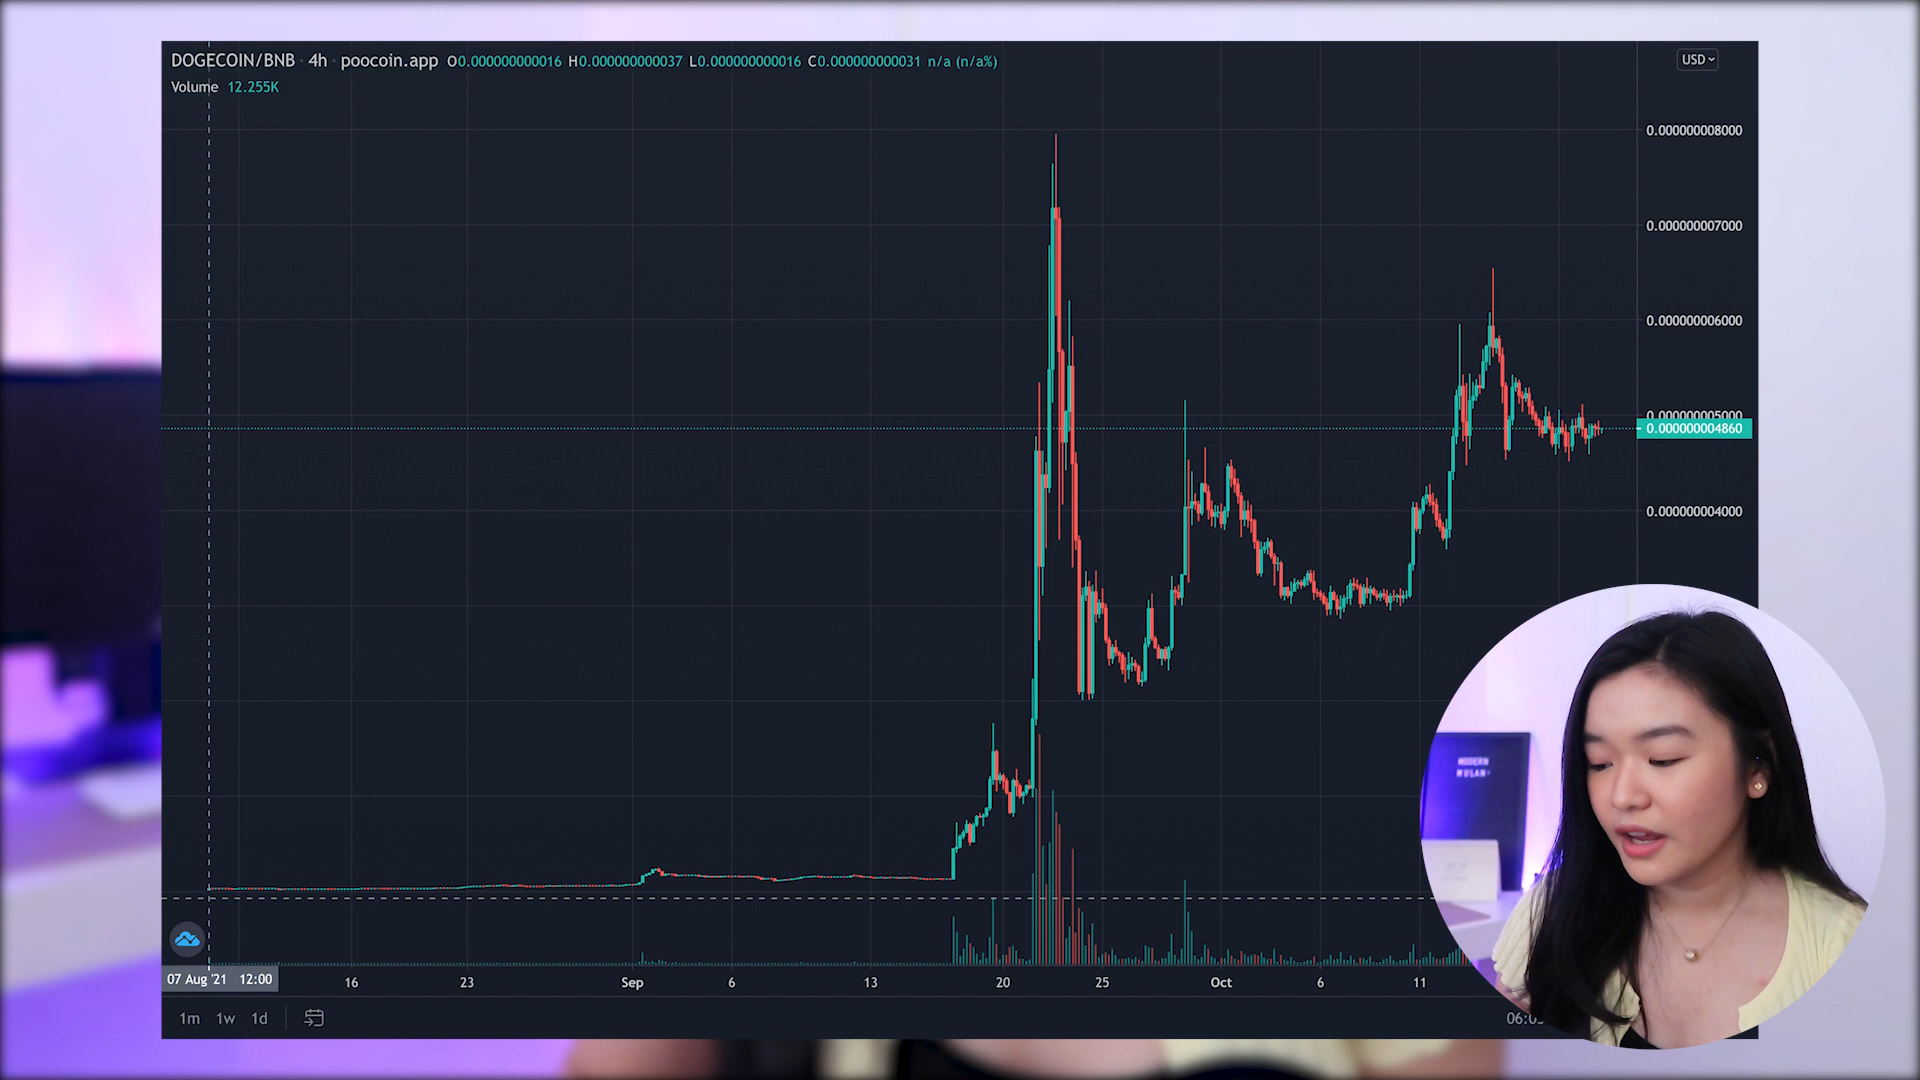 DOGECOIN/BNB · 4h · poocoin.app O0.000000000016 H0.000000000037 L0.000000000016 C0.000000000031 n/a (n/a%)
USD
Volume 12.255K
0.000000008000
0.000000007000
0.000000006000
0.000000005000
0.000000004860
0.000000004000
MODERN
MULAN
07 Aug '21 12:00
16
23
Sep
6
13
20
25
Oct
6
11
1m 1w 1d